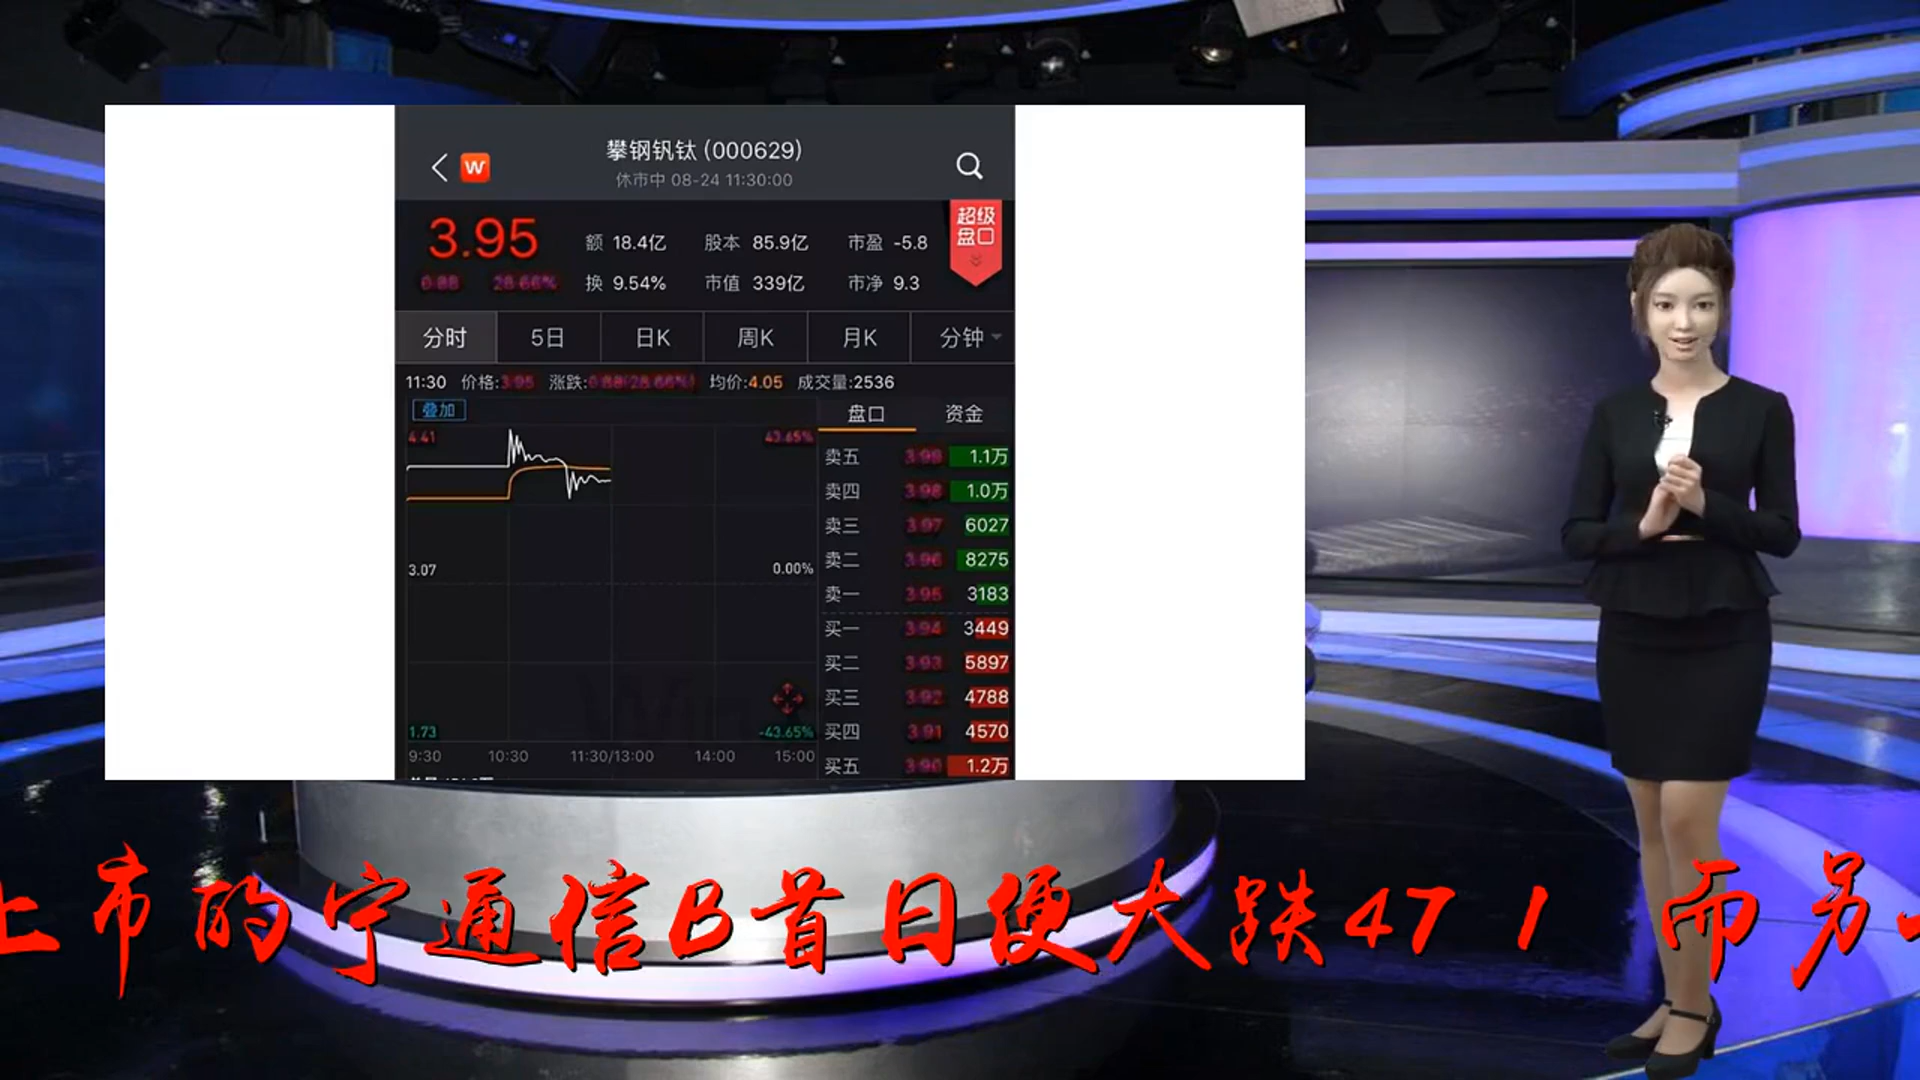 攀钢钒钛 (000629)
W
休市中 08-24 11:30:00
3.95
0.88 28.66%
额 18.4亿 股本 85.9亿 市盈 -5.8
换 9.54% 市值 339亿 市净 9.3
超级
盘口
分时 5日 日K 周K 月K 分钟
11:30 价格:3.95 涨跌:0.88(28.66%) 均价:4.05 成交量:2536
叠加
盘口 资金
4.41 43.65%
3.07 0.00%
1.73 -43.65%
9:30 10:30 11:30/13:00 14:00 15:00
卖五 3.99 1.1万
卖四 3.98 1.0万
卖三 3.97 6027
卖二 3.96 8275
卖一 3.95 3183
买一 3.94 3449
买二 3.93 5897
买三 3.92 4788
买四 3.91 4570
买五 3.90 1.2万
上市的宁通信B首日便大跌47 1 而另